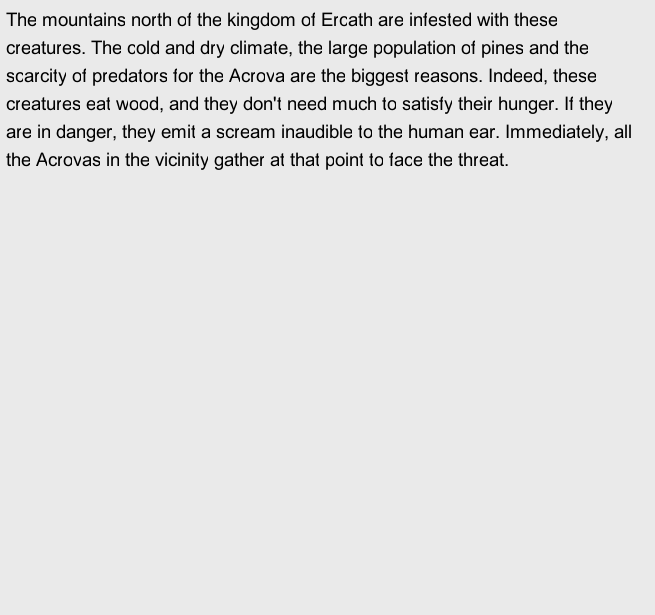 The mountains north of the kingdom of Ercath are infested with these
creatures. The cold and dry climate, the large population of pines and the
scarcity of predators for the Acrova are the biggest reasons. Indeed, these
creatures eat wood, and they don't need much to satisfy their hunger. If they
are in danger, they emit a scream inaudible to the human ear. Immediately, all
the Acrovas in the vicinity gather at that point to face the threat.